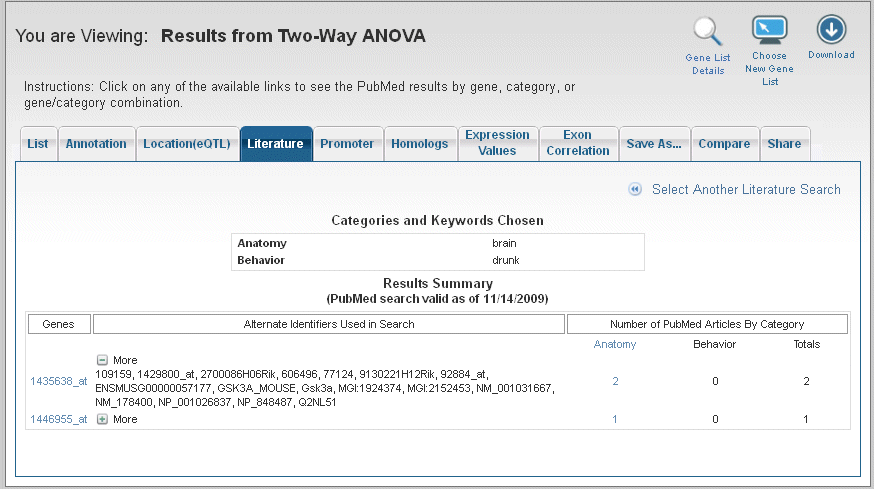 You are Viewing: Results from Two-Way ANOVA
Gene List
Details
Choose
New Gene
List
Download
Instructions: Click on any of the available links to see the PubMed results by gene, category, or
gene/category combination.
List
Annotation
Location(eQTL)
Literature
Promoter
Homologs
Expression
Values
Exon
Correlation
Save As...
Compare
Share
Select Another Literature Search
Categories and Keywords Chosen
Anatomy brain
Behavior drunk
Results Summary
(PubMed search valid as of 11/14/2009)
Genes Alternate Identifiers Used in Search Number of PubMed Articles By Category
Anatomy Behavior Totals
More
109159, 1429800_at, 2700086H06Rik, 606496, 77124, 9130221H12Rik, 92884_at,
1435638_at ENSMUSG00000057177, GSK3A_MOUSE, Gsk3a, MGI:1924374, MGI:2152453, NM_001031667, 2 0 2
NM_178400, NP_001026837, NP_848487, Q2NL51
1446955_at More 1 0 1